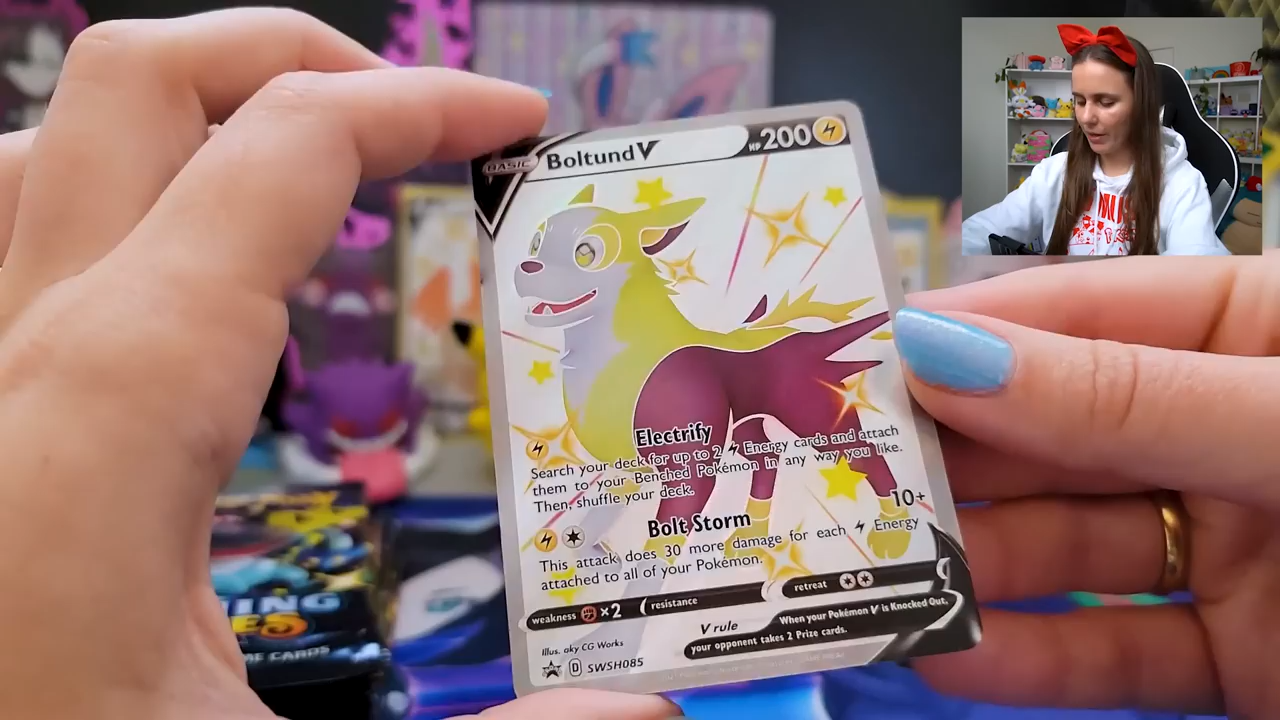 BASIC
Boltund V
HP 200
Electrify
Search your deck for up to 2 Energy cards and attach
them to your Benched Pokémon in any way you like.
Then, shuffle your deck.
Bolt Storm 10+
This attack does 30 more damage for each Energy
attached to all of your Pokémon.
weakness ×2 resistance retreat
V rule When your Pokémon V is Knocked Out,
your opponent takes 2 Prize cards.
Illus. aky CG Works
D SWSH085